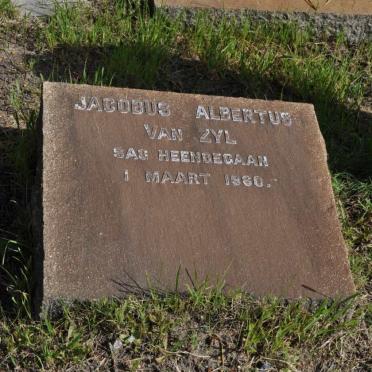 JACOBUS ALBERTUS
VAN ZYL
SAG HEENGEGAAN
1 MAART 1960.